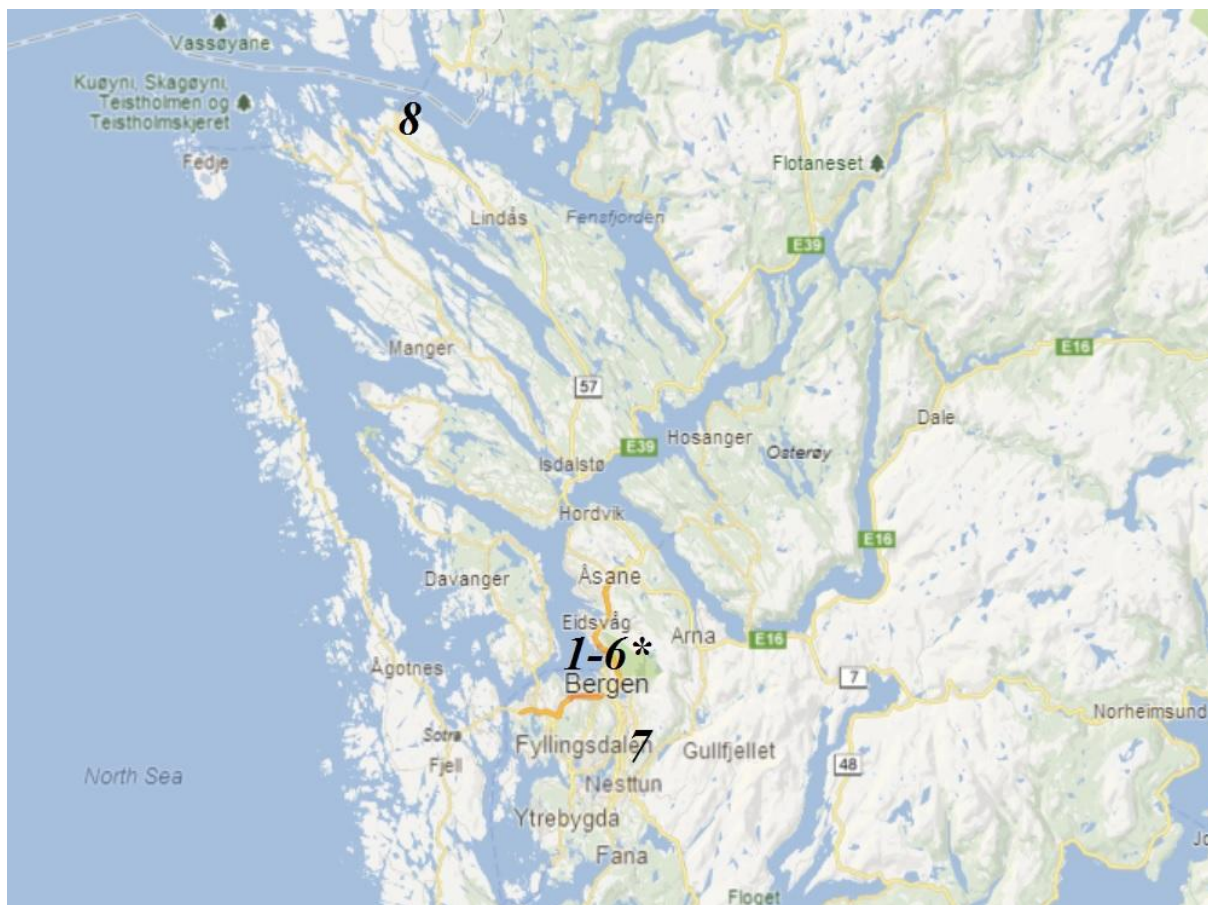 Vassøyane
Kuøyni, Skagøyni,
Teistholmen og
Teistholmskjeret
8
Fedje
Flotaneset
Lindås
Fensfjorden
E39
Manger
E16
57
Dale
Hosanger
E39
Osterøy
Isdalstø
Hordvik
E16
Åsane
Davanger
Eidsvåg
Arna
E16
1-6*
Ågotnes
Bergen
7
Norheimsund
Sotra
Fyllingsdalen
7
Gullfjellet
Fjell
48
North Sea
Nesttun
Ytrebygda
Fana